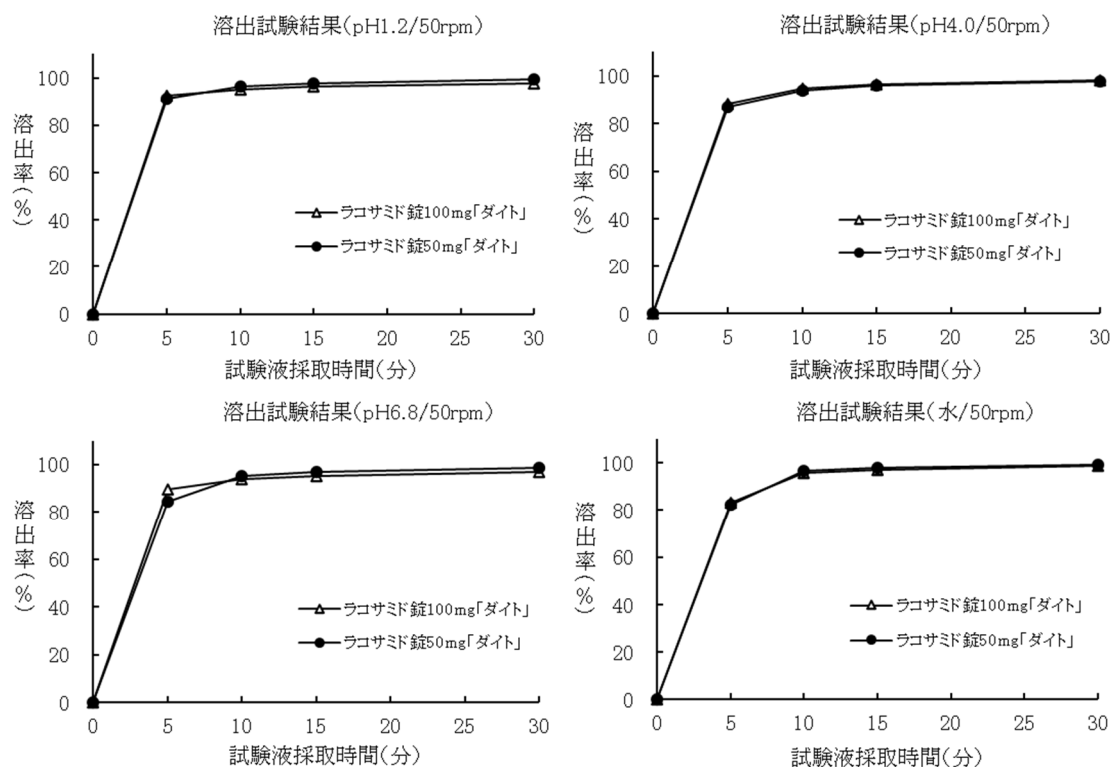 溶出試験結果(pH1.2/50rpm)
100
80
60
40
20
0
溶出率(%)
ラコサミド錠100mg「ダイト」
ラコサミド錠50mg「ダイト」
0 5 10 15 20 25 30
試験液採取時間(分)
溶出試験結果(pH4.0/50rpm)
100
80
60
40
20
0
溶出率(%)
ラコサミド錠100mg「ダイト」
ラコサミド錠50mg「ダイト」
0 5 10 15 20 25 30
試験液採取時間(分)
溶出試験結果(pH6.8/50rpm)
100
80
60
40
20
0
溶出率(%)
ラコサミド錠100mg「ダイト」
ラコサミド錠50mg「ダイト」
0 5 10 15 20 25 30
試験液採取時間(分)
溶出試験結果(水/50rpm)
100
80
60
40
20
0
溶出率(%)
ラコサミド錠100mg「ダイト」
ラコサミド錠50mg「ダイト」
0 5 10 15 20 25 30
試験液採取時間(分)